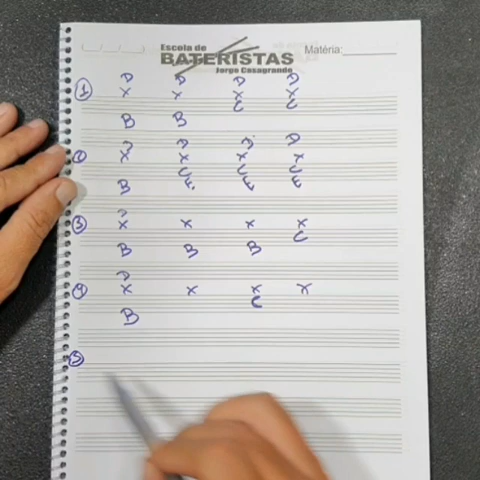 Escola de
BATERISTAS Matéria:
Jorge Casagrande
D D D D
1 X X X X
C C
B B
D D D D
2 X X X X
C C C
B E E E
D
3 X X X X
C
B B B
D
4 X X X X
C
B
5